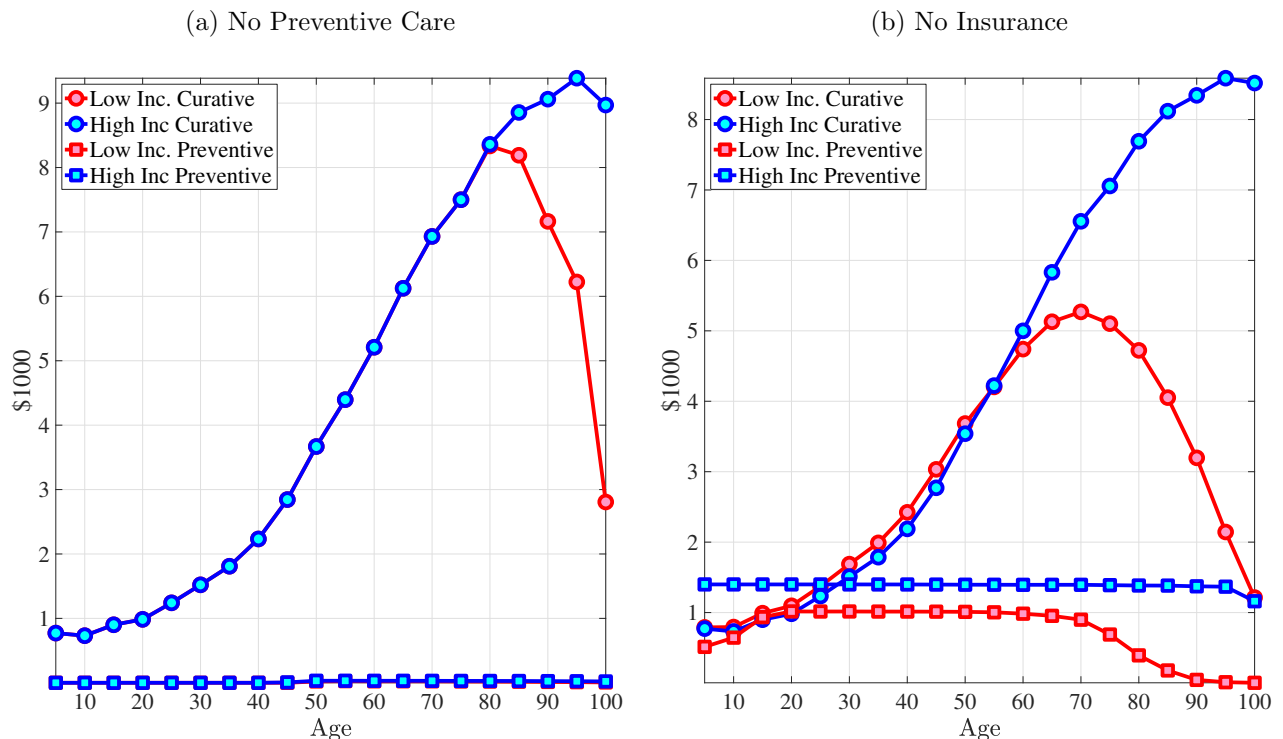 (a) No Preventive Care
Low Inc. Curative
High Inc Curative
Low Inc. Preventive
High Inc Preventive
$1000
9
8
7
6
5
4
3
2
1
10 20 30 40 50 60 70 80 90 100
Age
(b) No Insurance
Low Inc. Curative
High Inc Curative
Low Inc. Preventive
High Inc Preventive
$1000
8
7
6
5
4
3
2
1
10 20 30 40 50 60 70 80 90 100
Age